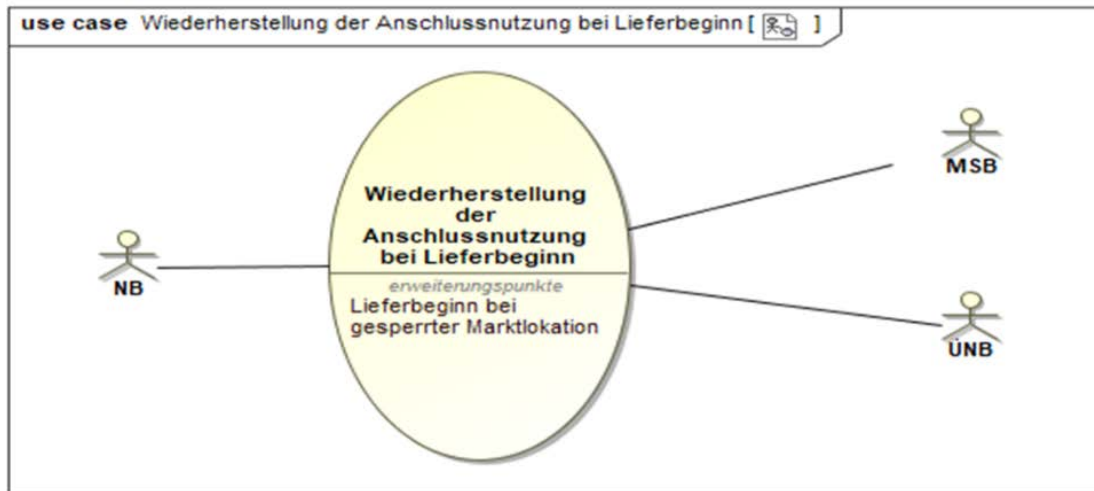 use case Wiederherstellung der Anschlussnutzung bei Lieferbeginn [ ]
MSB
Wiederherstellung
der
Anschlussnutzung
bei Lieferbeginn
erweiterungspunkte
Lieferbeginn bei
gesperrter Marktlokation
NB
ÜNB